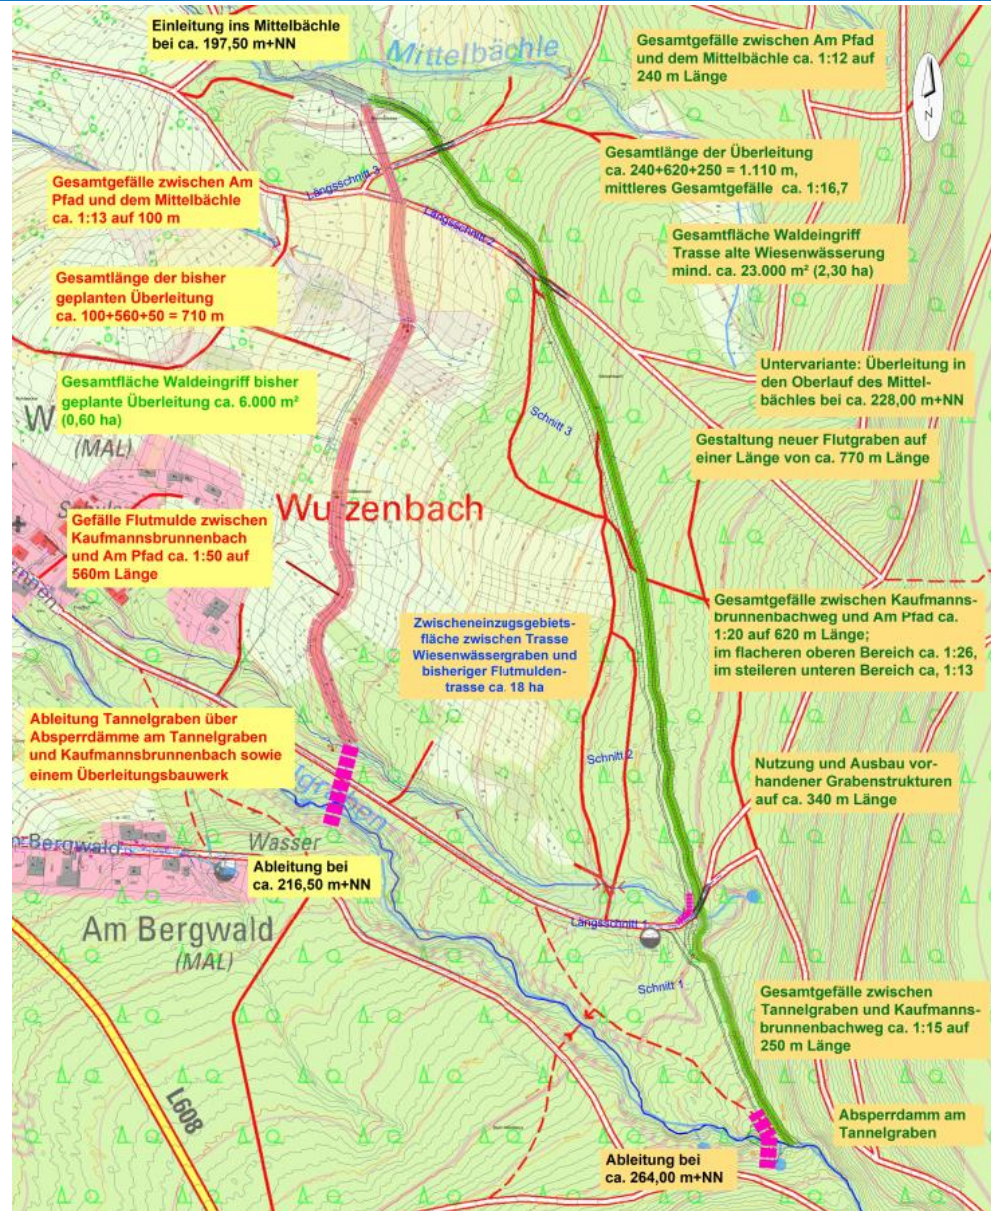 Einleitung ins Mittelbächle
bei ca. 197,50 m+NN
Mittelbächle
Gesamtgefälle zwischen Am Pfad
und dem Mittelbächle ca. 1:12 auf
240 m Länge
N
Gesamtlänge der Überleitung
ca. 240+620+250 = 1.110 m,
mittleres Gesamtgefälle ca. 1:16,7
Gesamtgefälle zwischen Am
Pfad und dem Mittelbächle
ca. 1:13 auf 100 m
Längsschnitt 3
Längsschnitt 2
Gesamtfläche Waldeingriff
Trasse alte Wiesenwässerung
mind. ca. 23.000 m² (2,30 ha)
Gesamtlänge der bisher
geplanten Überleitung
ca. 100+560+50 = 710 m
Untervariante: Überleitung in
den Oberlauf des Mittel-
bächles bei ca. 228,00 m+NN
Gesamtfläche Waldeingriff bisher
geplante Überleitung ca. 6.000 m²
(0,60 ha)
W
(MAL)
Schnitt 3
Gestaltung neuer Flutgraben auf
einer Länge von ca. 770 m Länge
Wulzenbach
Gefälle Flutmulde zwischen
Kaufmannsbrunnenbach
und Am Pfad ca. 1:50 auf
560m Länge
Zwischeneinzugsgebiets-
fläche zwischen Trasse
Wiesenwässergraben und
bisheriger Flutmulden-
trasse ca. 18 ha
Gesamtgefälle zwischen Kaufmanns-
brunnenbachweg und Am Pfad ca.
1:20 auf 620 m Länge;
im flacheren oberen Bereich ca. 1:26,
im steileren unteren Bereich ca, 1:13
Ableitung Tannelgraben über
Absperrdämme am Tannelgraben
und Kaufmannsbrunnenbach sowie
einem Überleitungsbauwerk
Schnitt 2
Nutzung und Ausbau vor-
handener Grabenstrukturen
auf ca. 340 m Länge
Bergwald
Wasser
Ableitung bei
ca. 216,50 m+NN
Am Bergwald
(MAL)
Längsschnitt 1
Schnitt 1
Gesamtgefälle zwischen
Tannelgraben und Kaufmanns-
brunnenbachweg ca. 1:15 auf
250 m Länge
L608
Absperrdamm am
Tannelgraben
Ableitung bei
ca. 264,00 m+NN